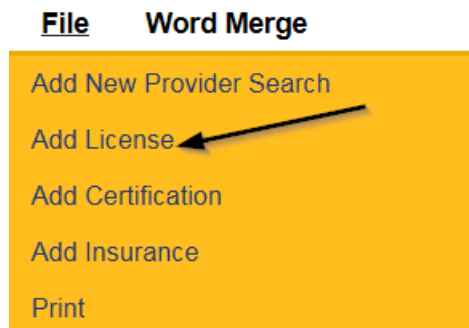 File Word Merge
Add New Provider Search
Add License
Add Certification
Add Insurance
Print